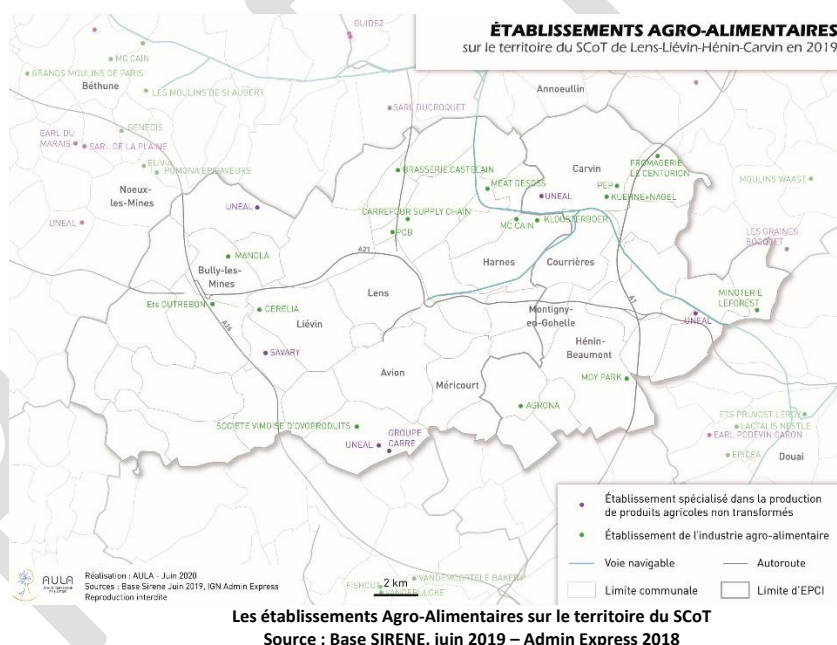 ÉTABLISSEMENTS AGRO-ALIMENTAIRES
sur le territoire du SCoT de Lens-Liévin-Hénin-Carvin en 2019
GUIDEZ
MC CAIN
GRANDS MOULINS DE PARIS
Béthune
LES MOULINS DE ST AUBERT
Annoeullin
SARL DUCROQUET
GENEDIS
EARL DU
MARAIS
SARL DE LA PLAINE
ELIVIA
POMONA EPISAVEURS
Noeux-
les-Mines
UNEAL
BRASSERIE CASTELAIN
Carvin
FROMAGERIE
LE CENTURION
MEAT DESOSS
UNEAL
PEP
KUEHNE+NAGEL
MOULINS WAAST
UNEAL
CARREFOUR SUPPLY CHAIN
PCB
MC CAIN
KLOOSTERBOER
LES GRAINES
BOCQUET
MANOLA
A21
Bully-les-
Mines
Harnes
Courrières
Lens
MINOTERIE
LEFOREST
Ets OUTREBON
CERELIA
Liévin
A26
Montigny-
en-Gohelle
A1
UNEAL
Hénin-
Beaumont
SAVARY
Avion
Méricourt
MOY PARK
AGRONA
SOCIETE VIMOISE D'OVOPRODUITS
UNEAL
GROUPE
CARRE
ETS PRUVOST LEROY
LACTALIS NESTLE
EARL PODEVIN CARON
EPICEA
Douai
Établissement spécialisé dans la production
de produits agricoles non transformés
Établissement de l'industrie agro-alimentaire
Voie navigable
Autoroute
Limite communale
Limite d'EPCI
AULA
Réalisation : AULA - Juin 2020
Sources : Base Sirene Juin 2019, IGN Admin Express
Reproduction interdite
FISHCUT
VANDEMOORTELE BAKERY
2 km
Les établissements Agro-Alimentaires sur le territoire du SCoT
Source : Base SIRENE, juin 2019 – Admin Express 2018